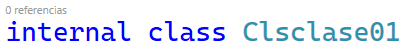 0 referencias
internal class Clsclase01